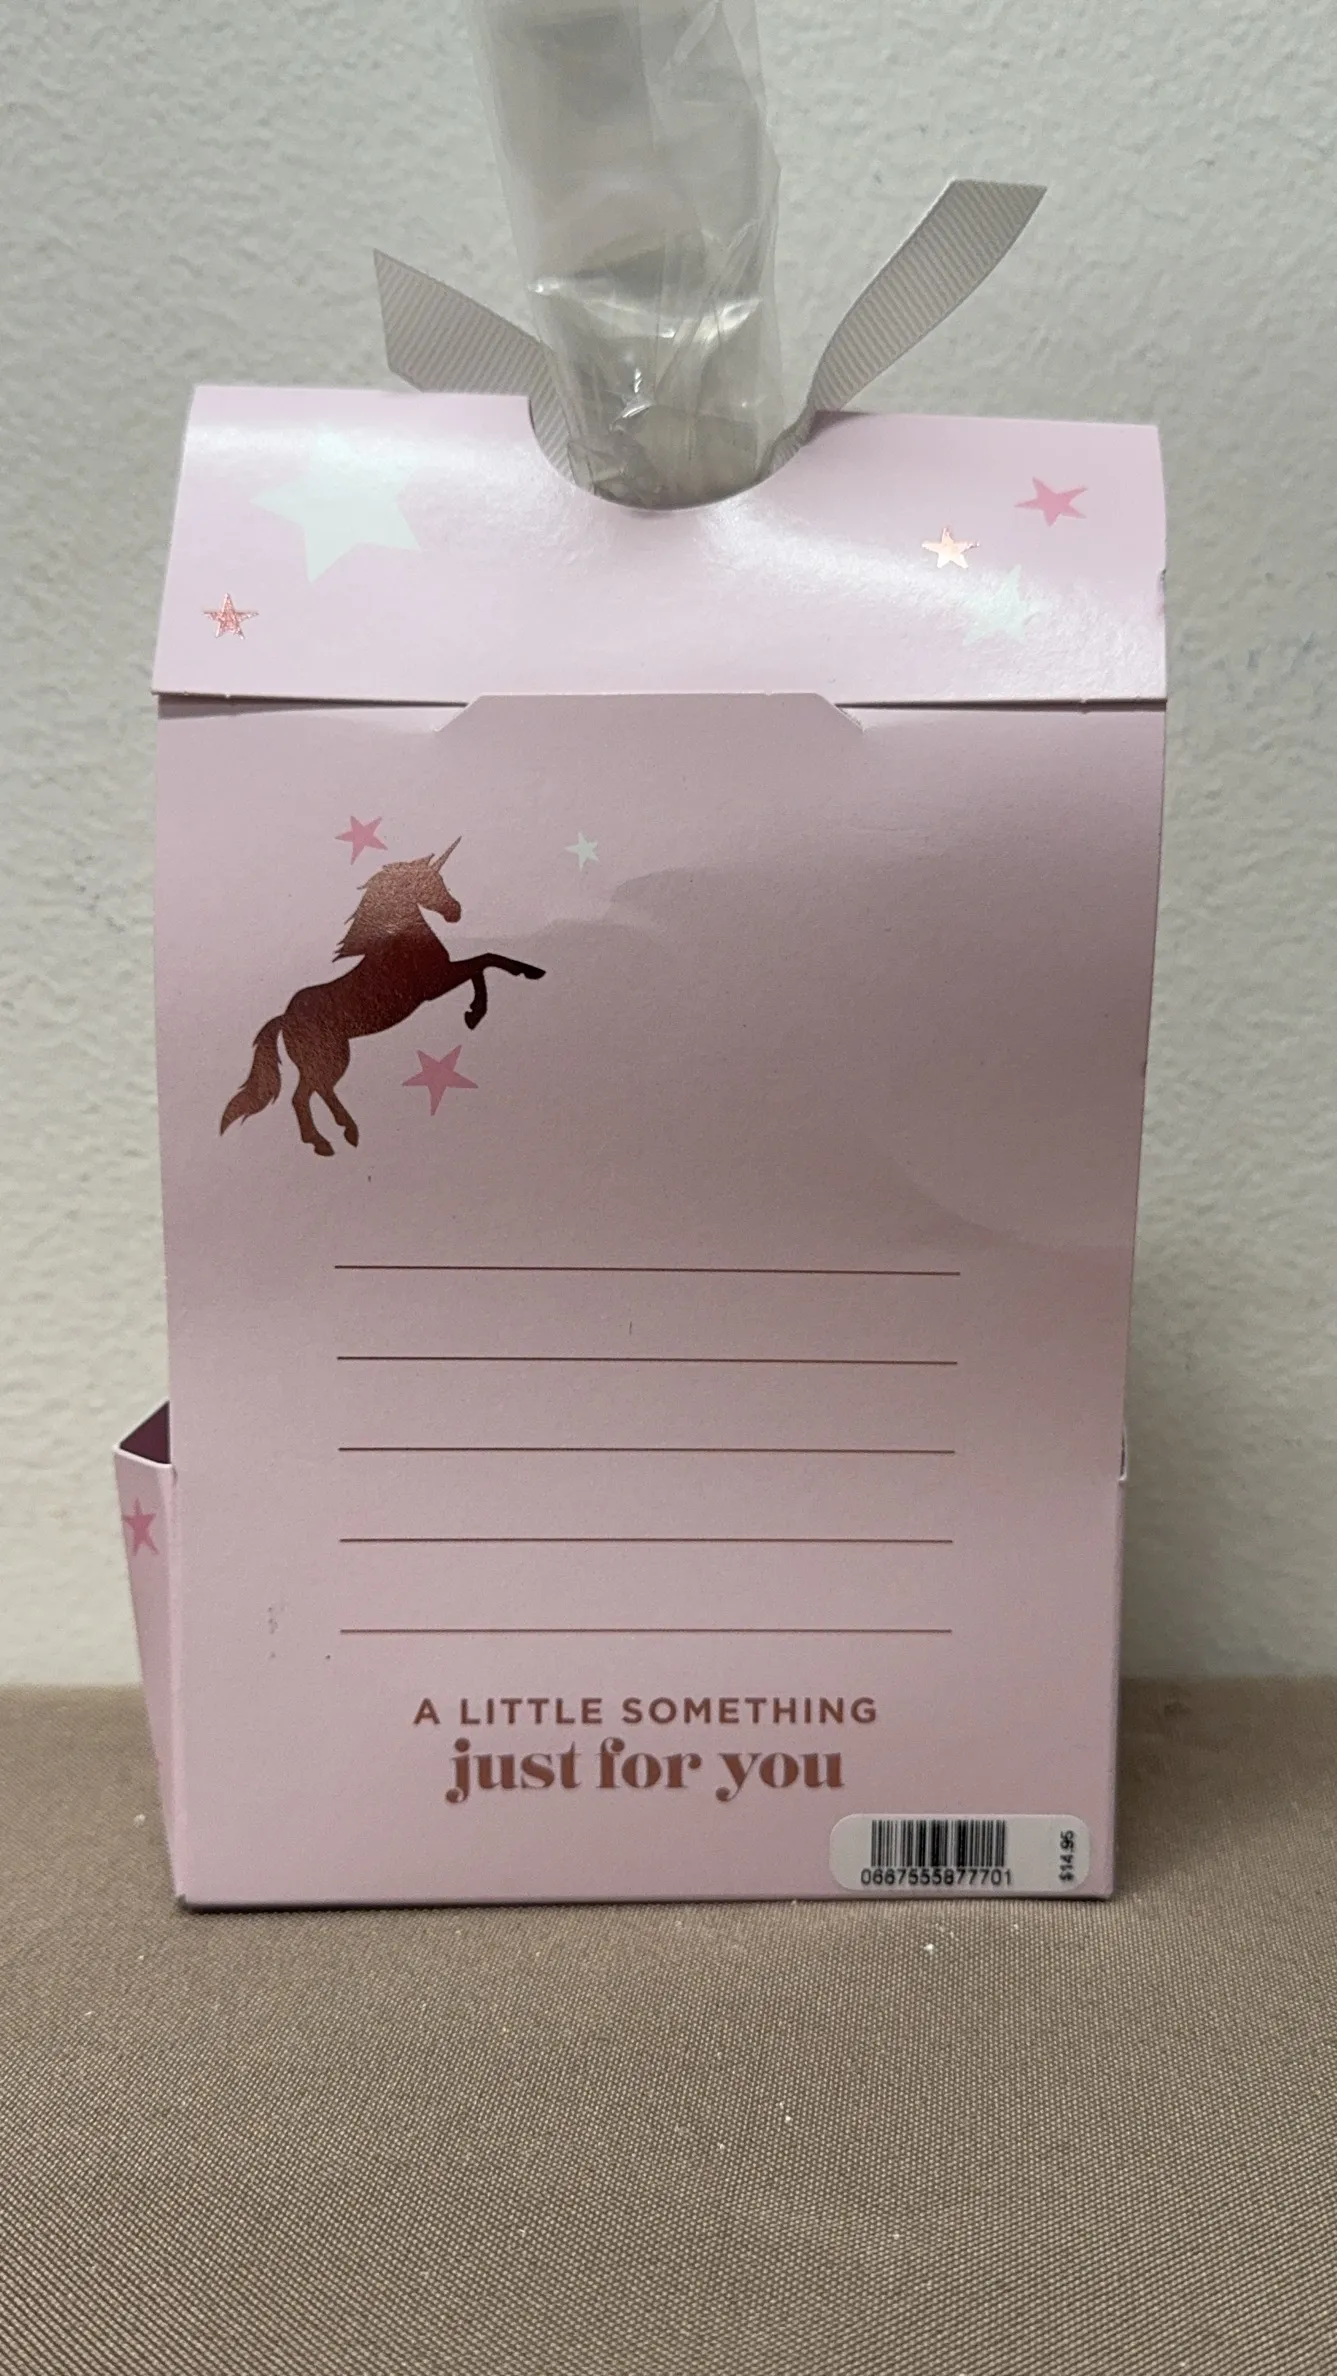 A LITTLE SOMETHING
just for you
0667555877701
$14.95